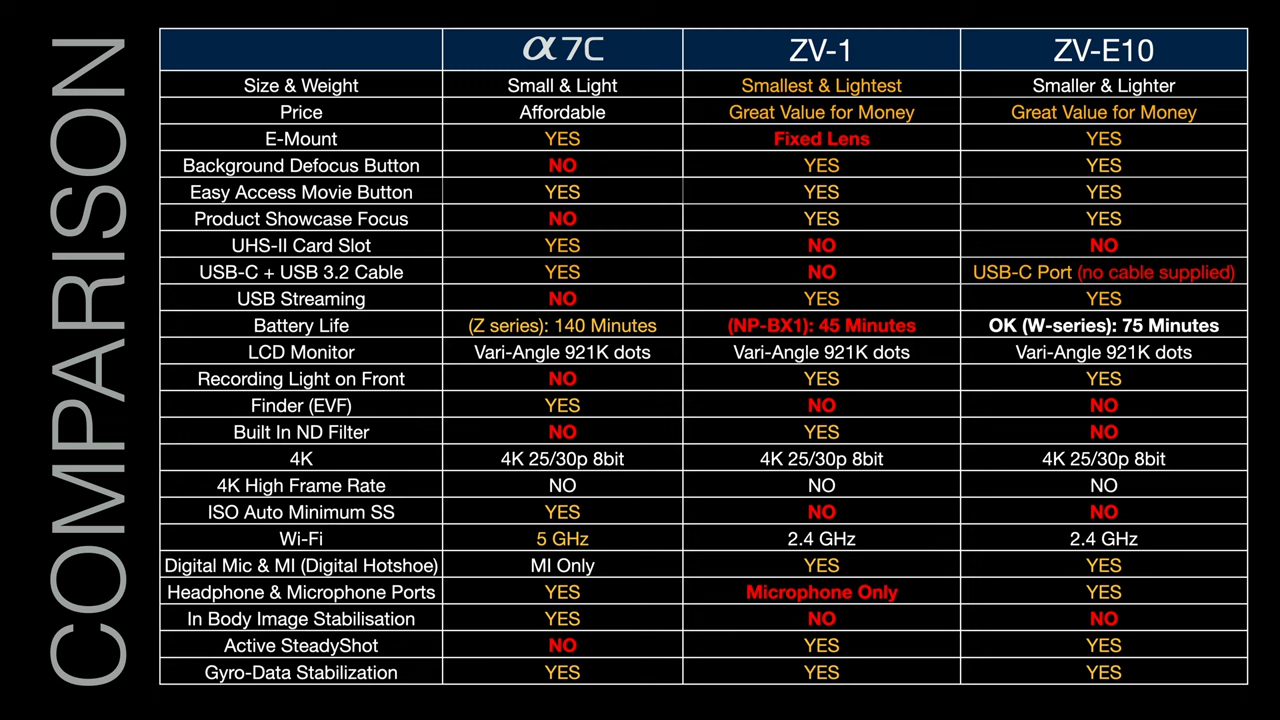 COMPARISON
α7C ZV-1 ZV-E10
Size & Weight Small & Light Smallest & Lightest Smaller & Lighter
Price Affordable Great Value for Money Great Value for Money
E-Mount YES Fixed Lens YES
Background Defocus Button NO YES YES
Easy Access Movie Button YES YES YES
Product Showcase Focus NO YES YES
UHS-II Card Slot YES NO NO
USB-C + USB 3.2 Cable YES NO USB-C Port (no cable supplied)
USB Streaming NO YES YES
Battery Life (Z series): 140 Minutes (NP-BX1): 45 Minutes OK (W-series): 75 Minutes
LCD Monitor Vari-Angle 921K dots Vari-Angle 921K dots Vari-Angle 921K dots
Recording Light on Front NO YES YES
Finder (EVF) YES NO NO
Built In ND Filter NO YES NO
4K 4K 25/30p 8bit 4K 25/30p 8bit 4K 25/30p 8bit
4K High Frame Rate NO NO NO
ISO Auto Minimum SS YES NO NO
Wi-Fi 5 GHz 2.4 GHz 2.4 GHz
Digital Mic & MI (Digital Hotshoe) MI Only YES YES
Headphone & Microphone Ports YES Microphone Only YES
In Body Image Stabilisation YES NO NO
Active SteadyShot NO YES YES
Gyro-Data Stabilization YES YES YES